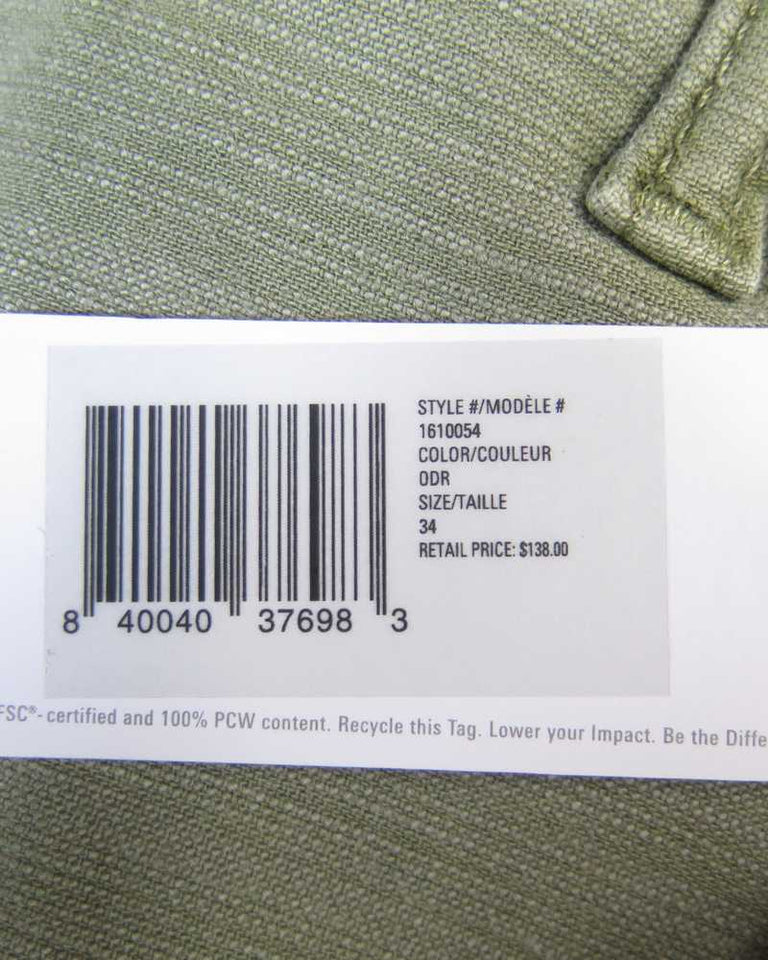 STYLE #/MODÈLE #
1610054
COLOR/COULEUR
ODR
SIZE/TAILLE
34
RETAIL PRICE: $138.00
8 40040 37698 3
FSC®- certified and 100% PCW content. Recycle this Tag. Lower your Impact. Be the